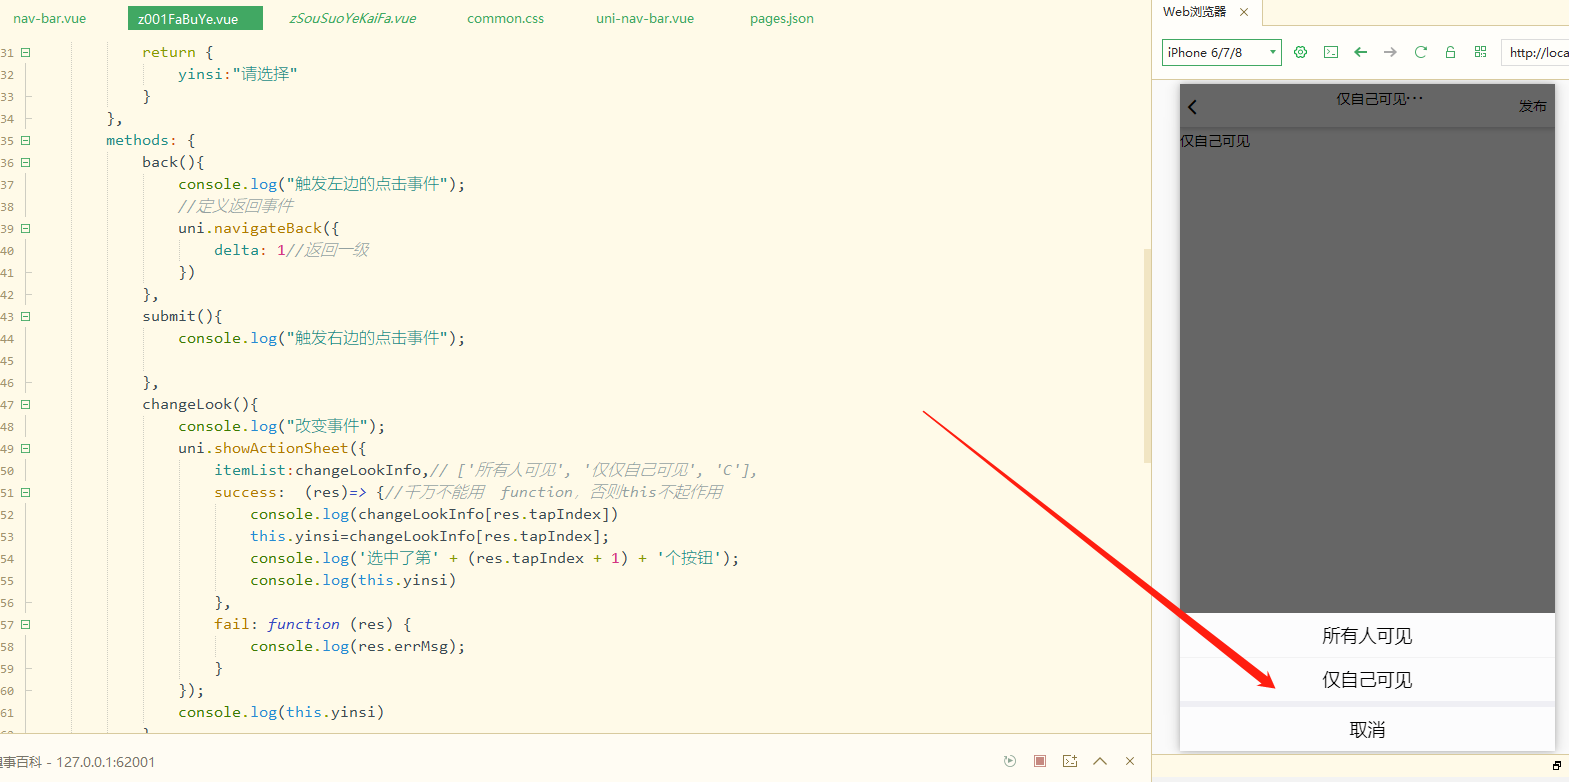 nav-bar.vue z001FaBuYe.vue zSouSuoYeKaiFa.vue common.css uni-nav-bar.vue pages.json
31 return {
32 yinsi:"请选择"
33 }
34 },
35 methods: {
36 back(){
37 console.log("触发左边的点击事件");
38 //定义返回事件
39 uni.navigateBack({
40 delta: 1//返回一级
41 })
42 },
43 submit(){
44 console.log("触发右边的点击事件");
45
46 },
47 changeLook(){
48 console.log("改变事件");
49 uni.showActionSheet({
50 itemList:changeLookInfo,// ['所有人可见', '仅仅自己可见', 'C'],
51 success: (res)=> {//千万不能用 function，否则this不起作用
52 console.log(changeLookInfo[res.tapIndex])
53 this.yinsi=changeLookInfo[res.tapIndex];
54 console.log('选中了第' + (res.tapIndex + 1) + '个按钮');
55 console.log(this.yinsi)
56 },
57 fail: function (res) {
58 console.log(res.errMsg);
59 }
60 });
61 console.log(this.yinsi)
事百科 - 127.0.0.1:62001
Web浏览器
iPhone 6/7/8 http://loca
仅自己可见···
发布
仅自己可见
所有人可见
仅自己可见
取消